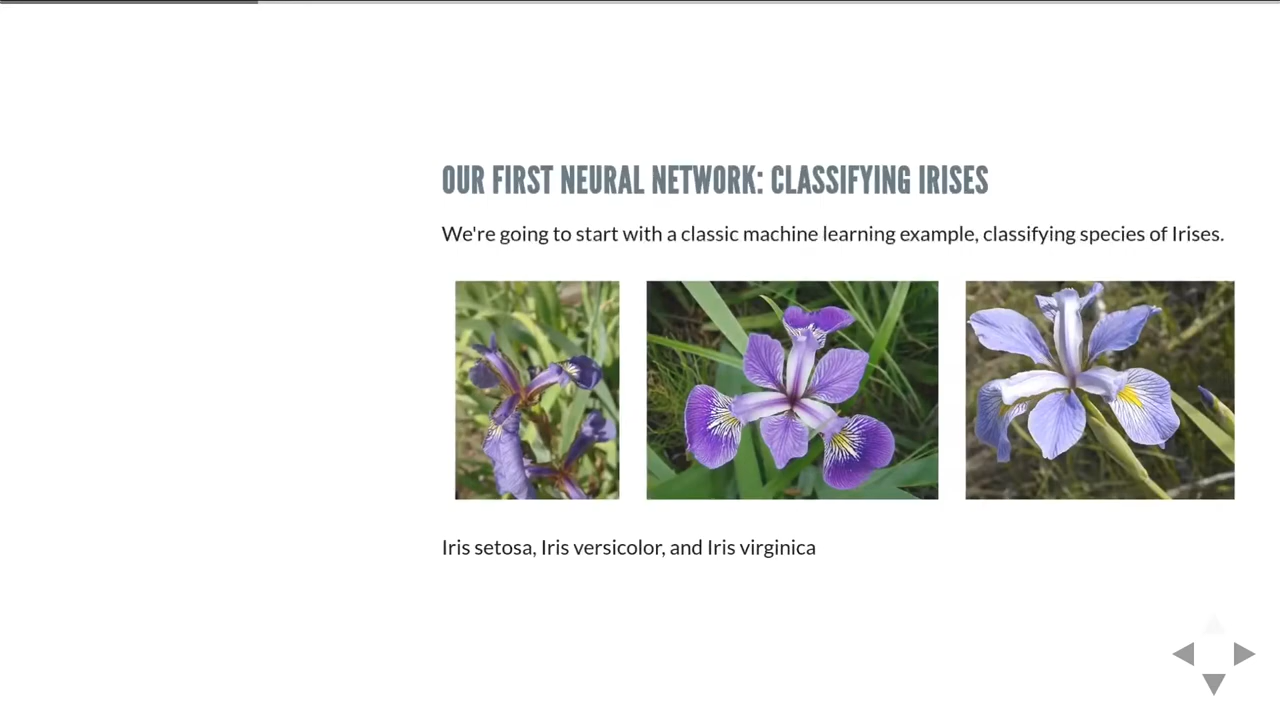 OUR FIRST NEURAL NETWORK: CLASSIFYING IRISES
We're going to start with a classic machine learning example, classifying species of Irises.
Iris setosa, Iris versicolor, and Iris virginica